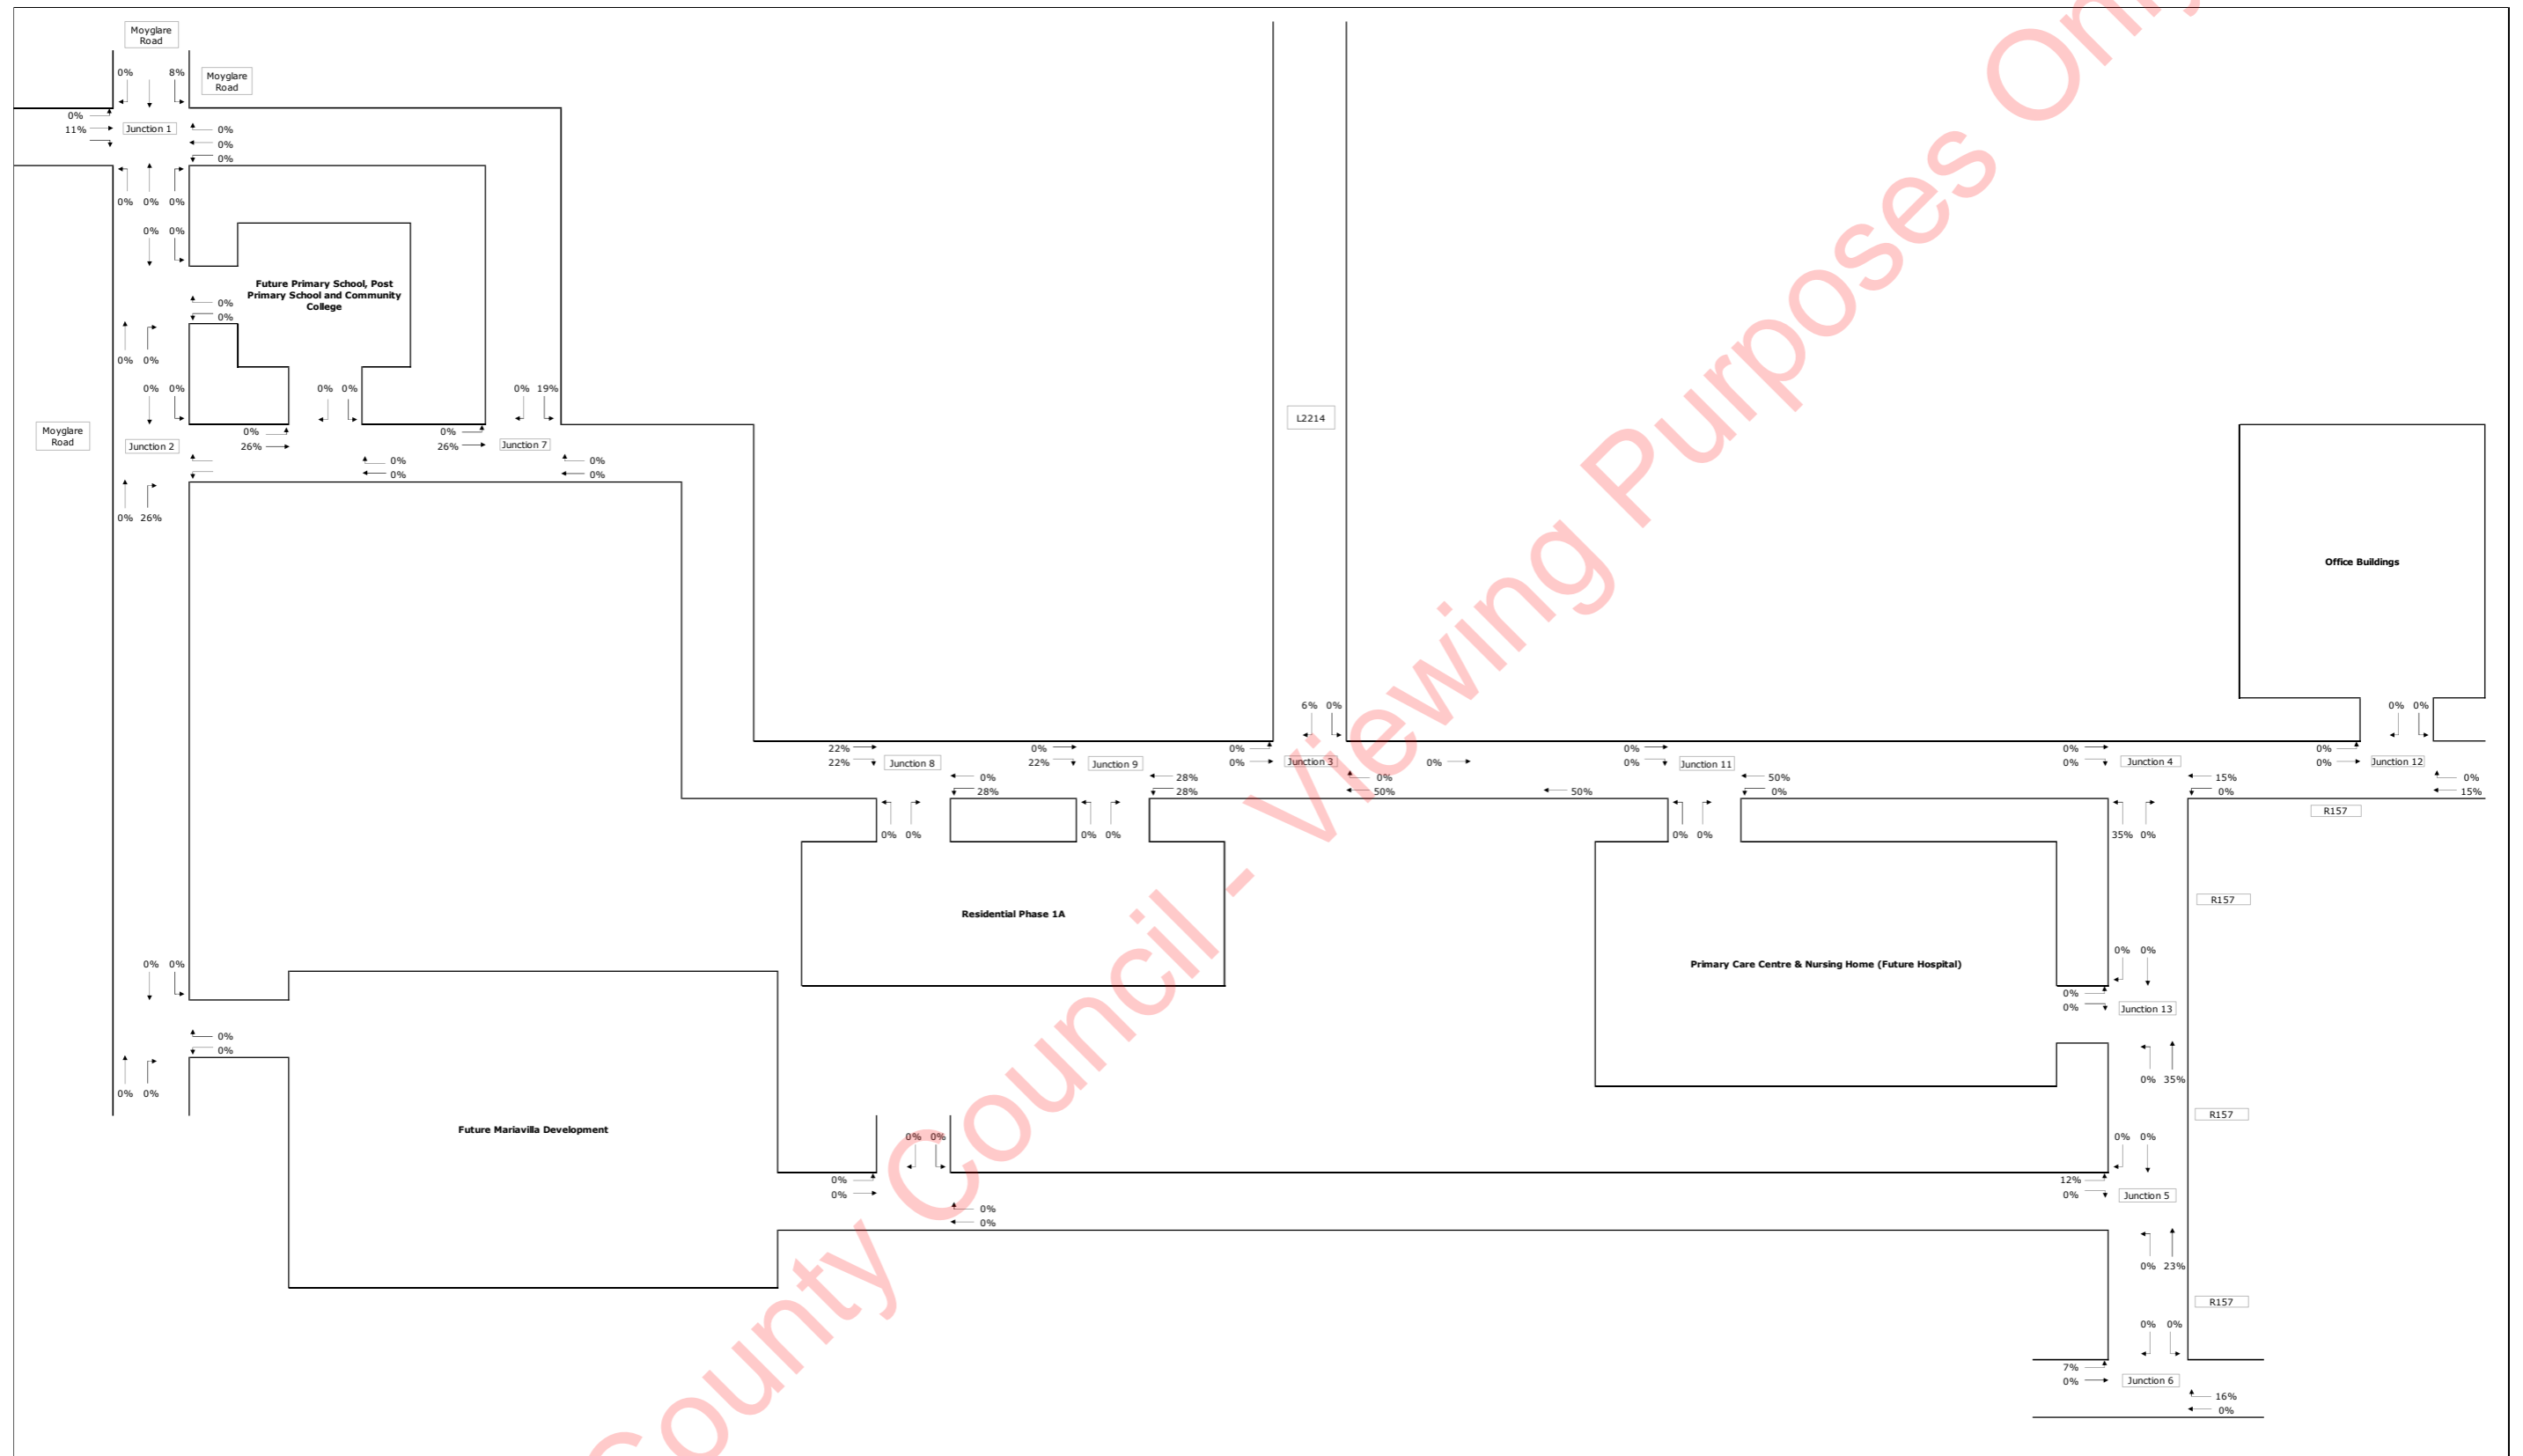 Moyglare
Road
0% 8%
Moyglare
Road
0%
11%
Junction 1
0%
0%
0%
0% 0% 0%
0% 0%
Future Primary School, Post
Primary School and Community
College
0%
0%
0% 0%
0% 0%
0% 0%
0% 19%
Moyglare
Road
Junction 2
0%
26%
0%
26%
Junction 7
0%
0%
0%
0%
0% 26%
L2214
Office Buildings
6% 0%
0% 0%
22%
22%
Junction 8
0%
22%
Junction 9
0%
0%
Junction 3
0%
0%
0%
Junction 11
0%
0%
Junction 4
0%
0%
Junction 12
0%
28%
28%
28%
0%
50%
50%
50%
0%
15%
0%
0%
15%
R157
0% 0%
0% 0%
0% 0%
35% 0%
R157
Residential Phase 1A
Primary Care Centre & Nursing Home (Future Hospital)
0% 0%
0% 0%
0%
0%
Junction 13
0%
0%
0% 0%
0% 35%
R157
Future Mariavilla Development
0% 0%
0% 0%
0%
0%
12%
0%
Junction 5
0%
0%
0% 23%
R157
0% 0%
7%
0%
Junction 6
16%
0%
County Council - Viewing Purposes Only